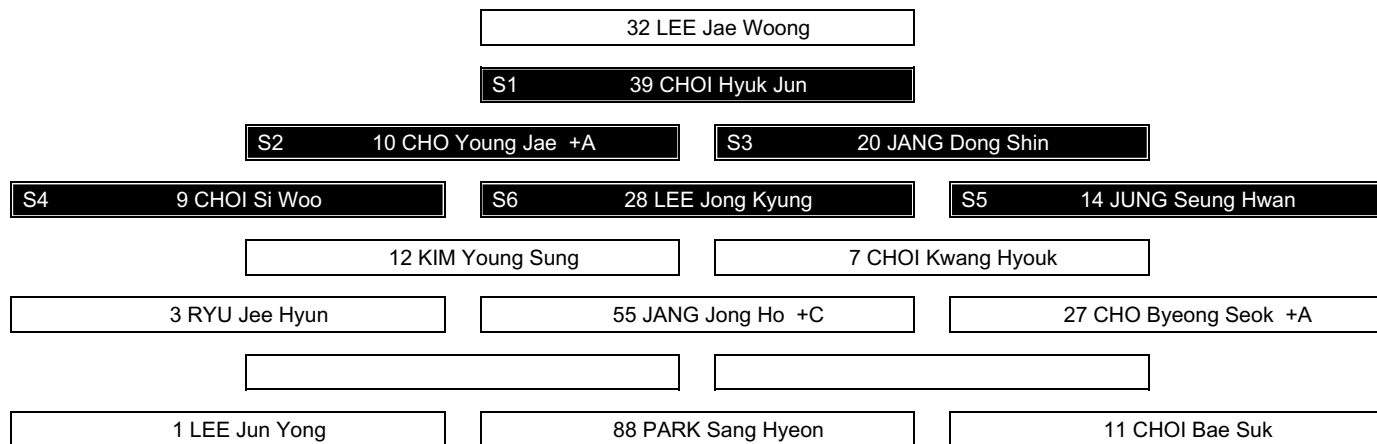 32 LEE Jae Woong
S1 39 CHOI Hyuk Jun
S2 10 CHO Young Jae +A S3 20 JANG Dong Shin
S4 9 CHOI Si Woo S6 28 LEE Jong Kyung S5 14 JUNG Seung Hwan
12 KIM Young Sung 7 CHOI Kwang Hyouk
3 RYU Jee Hyun 55 JANG Jong Ho +C 27 CHO Byeong Seok +A
1 LEE Jun Yong 88 PARK Sang Hyeon 11 CHOI Bae Suk